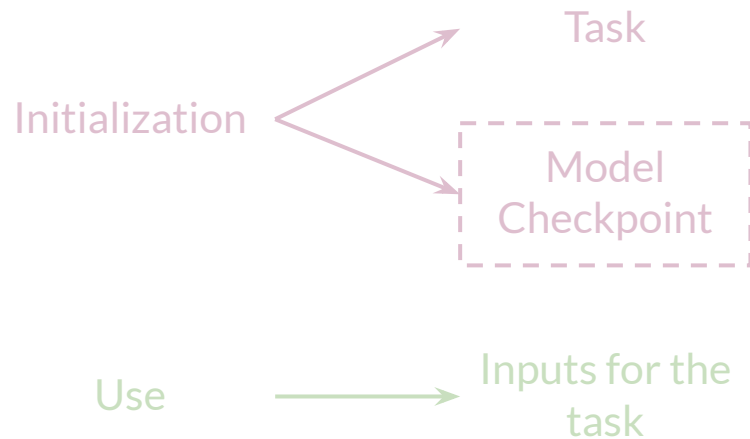 Task
Initialization
Model
Checkpoint
Use
Inputs for the
task